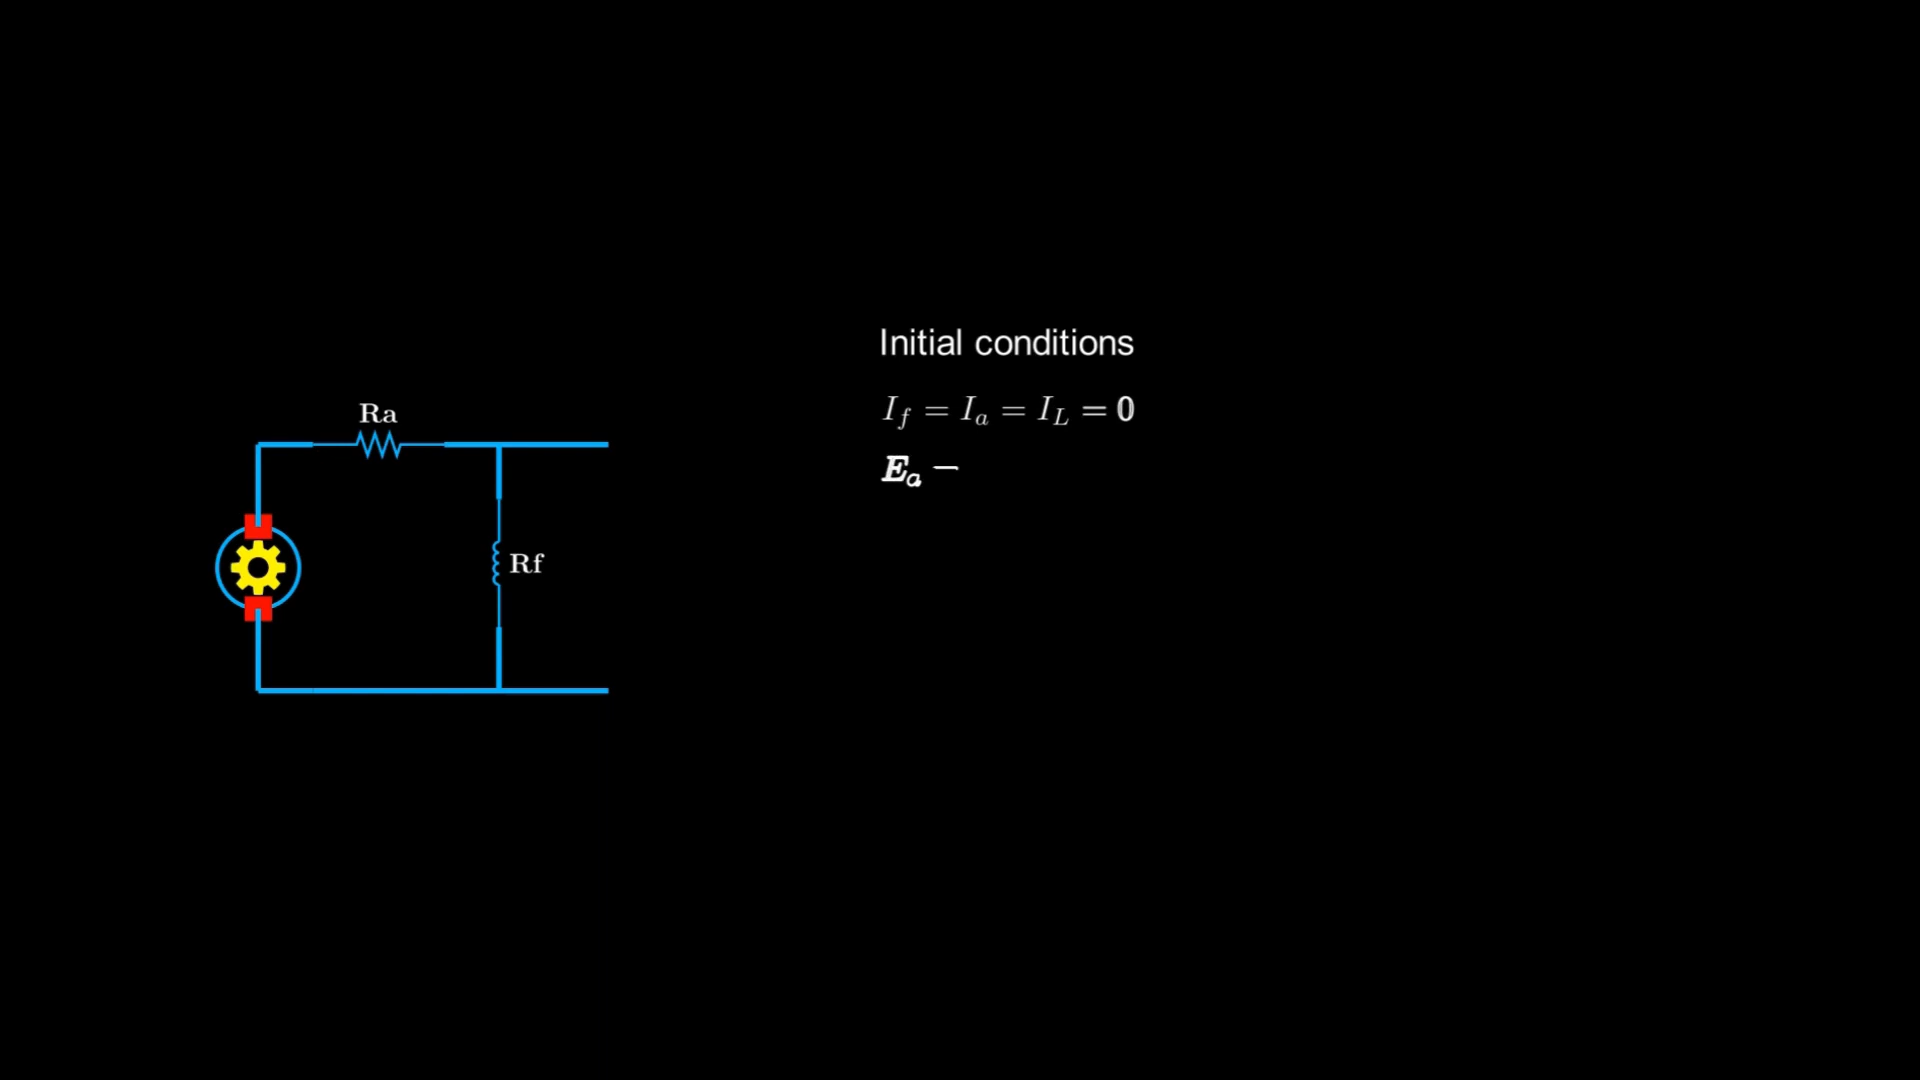 Ra
Rf
Initial conditions
I_f = I_a = I_L = 0
E_a −